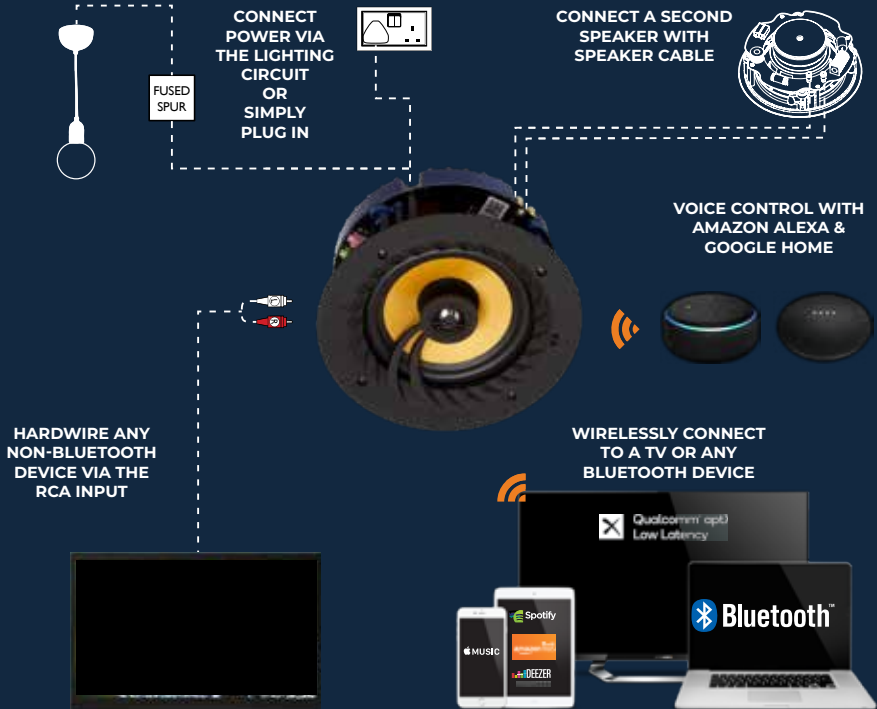 CONNECT
POWER VIA
THE LIGHTING
CIRCUIT
OR
SIMPLY
PLUG IN
FUSED
SPUR
CONNECT A SECOND
SPEAKER WITH
SPEAKER CABLE
VOICE CONTROL WITH
AMAZON ALEXA &
GOOGLE HOME
HARDWIRE ANY
NON-BLUETOOTH
DEVICE VIA THE
RCA INPUT
WIRELESSLY CONNECT
TO A TV OR ANY
BLUETOOTH DEVICE
Qualcomm
Low Latency
MUSIC
Spotify
amazon
DEEZER
Bluetooth™